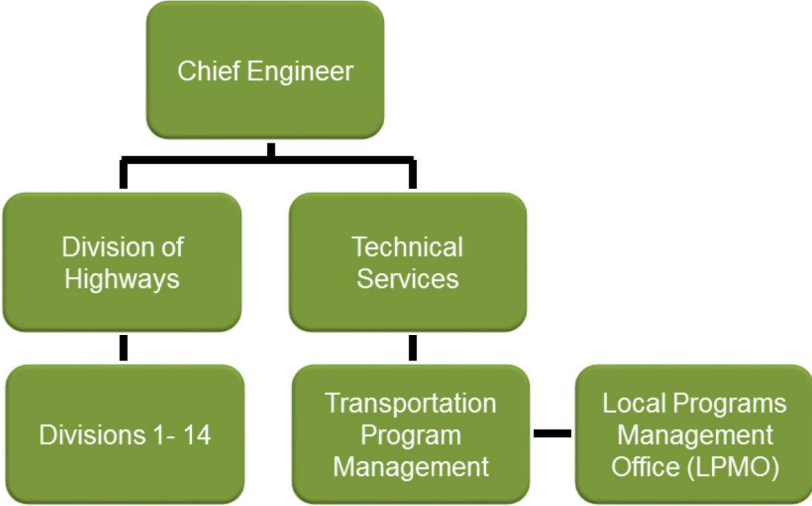 Chief Engineer
Division of
Highways
Technical
Services
Divisions 1- 14
Transportation
Program
Management
Local Programs
Management
Office (LPMO)